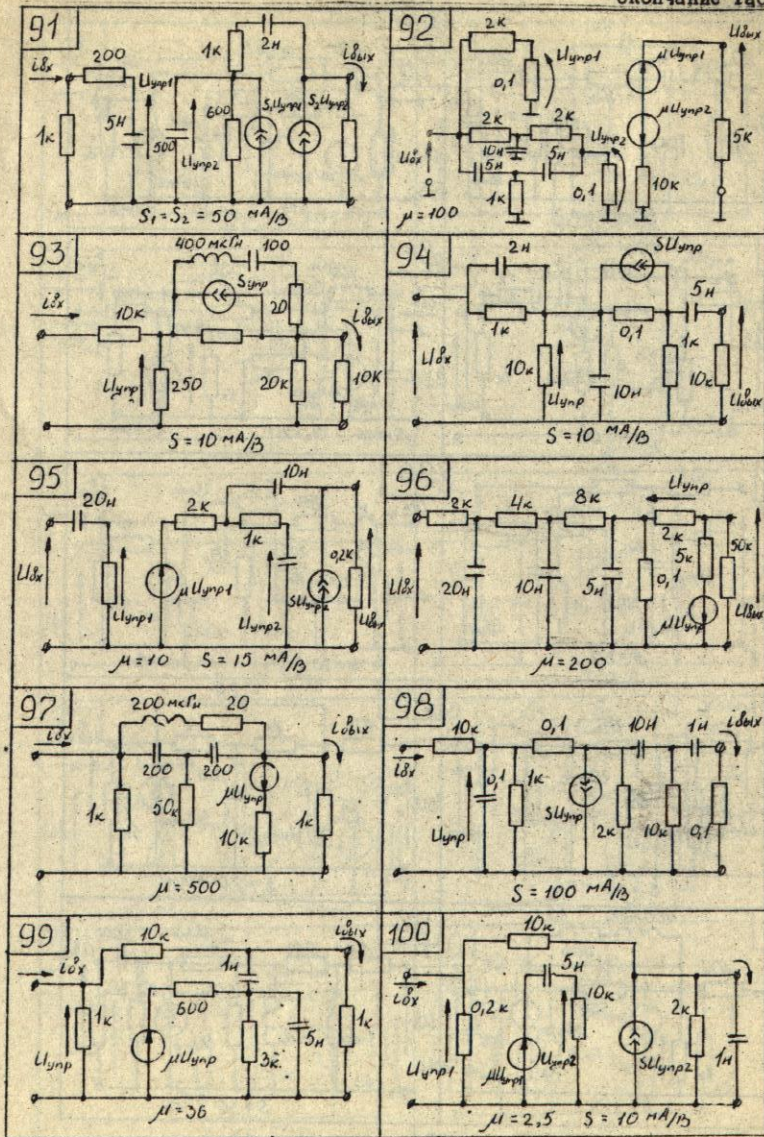 Окончание таб
91
iвх
200
1к
5н
Uупр1
500
Uупр2
1к
2н
600
S₁Uупр1
S₂Uупр2
iвых
S₁ = S₂ = 50 мА/В
92
2к
0,1
Uупр1
2к
2к
10н
5н
5н
1к
Uупр2
0,1
Uвх
μUупр1
μUупр2
10к
5к
Uвых
μ=100
93
400мкГн
100
Siупр
20
iвх
10к
Uупр
250
20к
10К
iвых
S = 10 мА/В
94
2н
1к
SUупр
0,1
5н
10к
Uупр
10н
1к
10к
Uвх
Uвых
S = 10 мА/В
95
20н
Uвх
Uупр1
μUупр1
2к
1к
10н
Uупр2
SUупр2
0,2к
Uвых
μ=10 S = 15 мА/В
96
2к
4к
8к
Uупр
2к
5к
50к
20н
10н
5н
0,1
μUупр
Uвх
Uвых
μ=200
97
200мкГн
20
iвх
200
200
1к
50к
μUупр
10к
1к
iвых
μ=500
98
10к
0,1
10Н
1н
iвх
iвых
Uупр
0,1
1к
SUупр
2к
10к
0,1
S = 100 мА/В
99
iвх
10к
1н
iвых
Uупр
1к
600
μUупр
3к
5н
1к
μ=36
100
10к
iвх
5н
10к
Uупр1
0,2к
μUупр1
Uупр2
SUупр2
2к
1н
μ=2,5 S = 10 мА/В